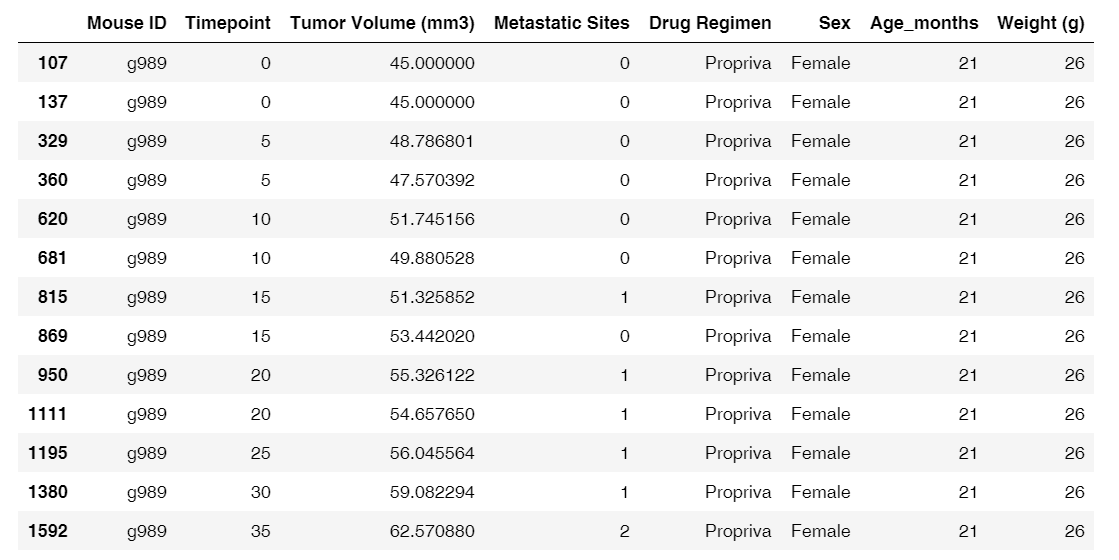 Mouse ID Timepoint Tumor Volume (mm3) Metastatic Sites Drug Regimen Sex Age_months Weight (g)
107 g989 0 45.000000 0 Propriva Female 21 26
137 g989 0 45.000000 0 Propriva Female 21 26
329 g989 5 48.786801 0 Propriva Female 21 26
360 g989 5 47.570392 0 Propriva Female 21 26
620 g989 10 51.745156 0 Propriva Female 21 26
681 g989 10 49.880528 0 Propriva Female 21 26
815 g989 15 51.325852 1 Propriva Female 21 26
869 g989 15 53.442020 0 Propriva Female 21 26
950 g989 20 55.326122 1 Propriva Female 21 26
1111 g989 20 54.657650 1 Propriva Female 21 26
1195 g989 25 56.045564 1 Propriva Female 21 26
1380 g989 30 59.082294 1 Propriva Female 21 26
1592 g989 35 62.570880 2 Propriva Female 21 26